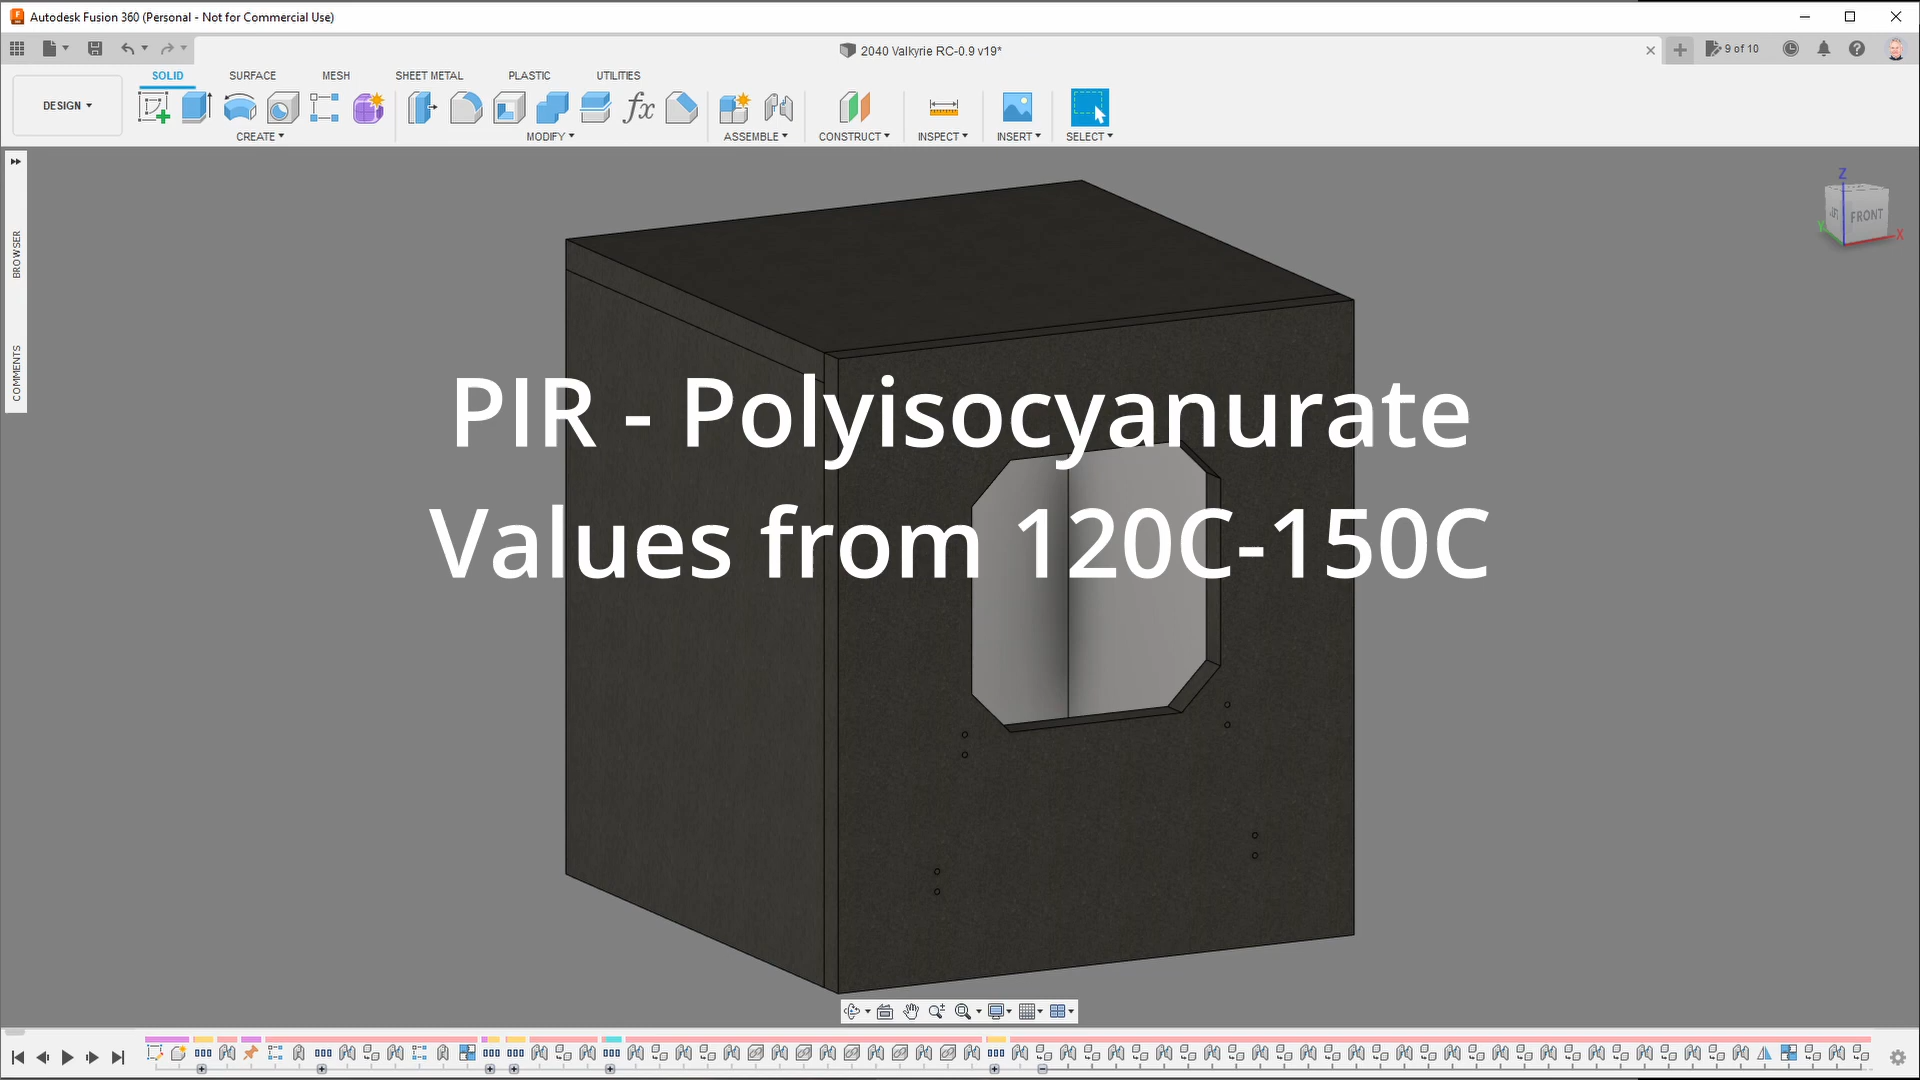 Autodesk Fusion 360 (Personal - Not for Commercial Use)
2040 Valkyrie RC-0.9 v19*
9 of 10
DESIGN
SOLID
SURFACE
MESH
SHEET METAL
PLASTIC
UTILITIES
fx
CREATE
MODIFY
ASSEMBLE
CONSTRUCT
INSPECT
INSERT
SELECT
BROWSER
COMMENTS
Z
FRONT
Y
X
PIR - Polyisocyanurate
Values from 120C-150C